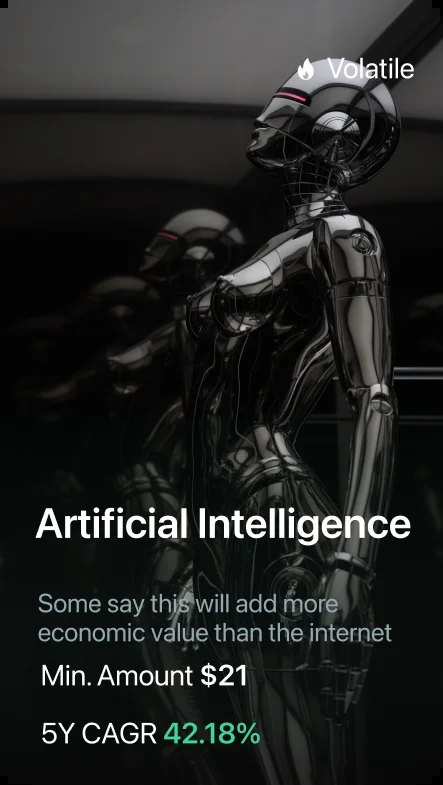 Volatile
Artificial Intelligence
Some say this will add more
economic value than the internet
Min. Amount $21
5Y CAGR 42.18%